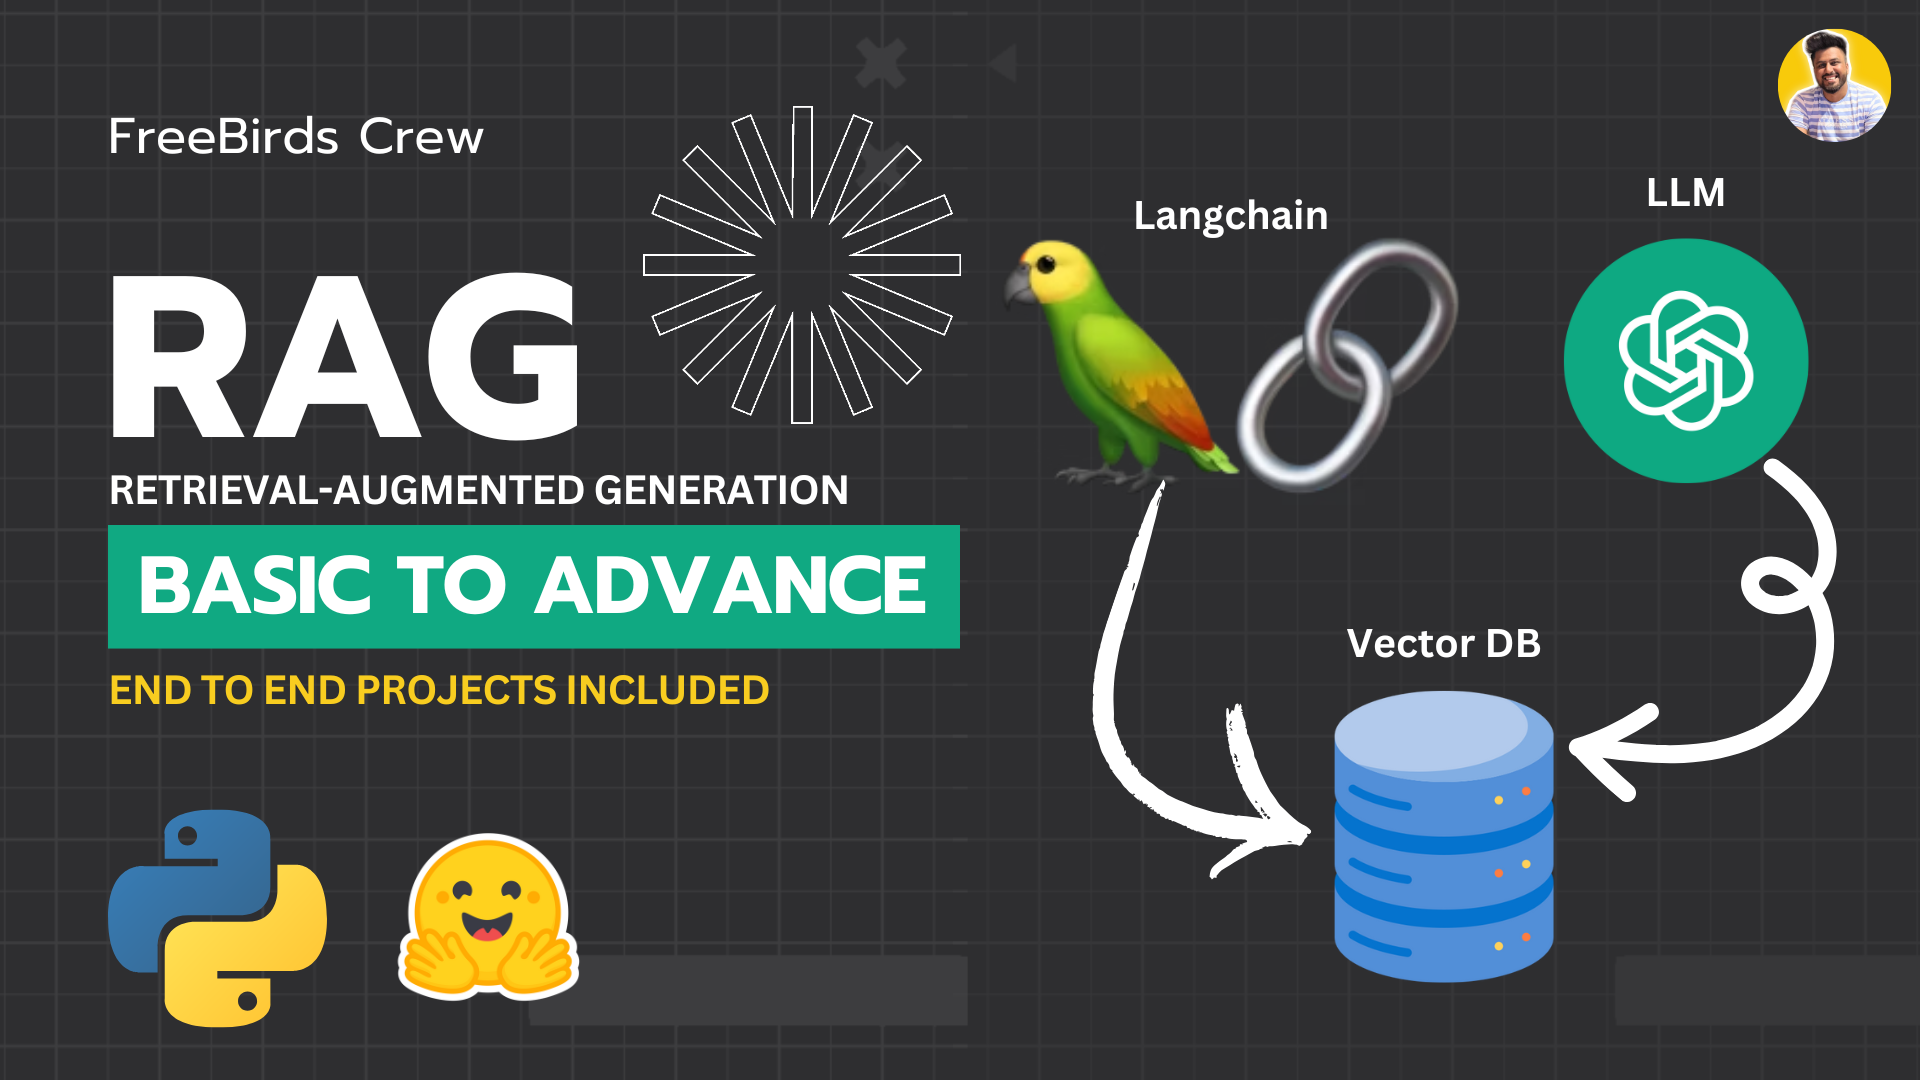 FreeBirds Crew
RAG
RETRIEVAL-AUGMENTED GENERATION
BASIC TO ADVANCE
END TO END PROJECTS INCLUDED
Langchain
LLM
Vector DB